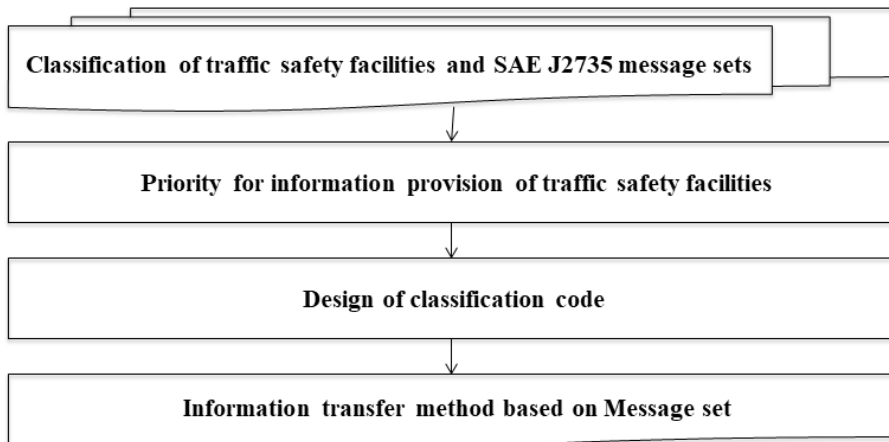 Classification of traffic safety facilities and SAE J2735 message sets
Priority for information provision of traffic safety facilities
Design of classification code
Information transfer method based on Message set